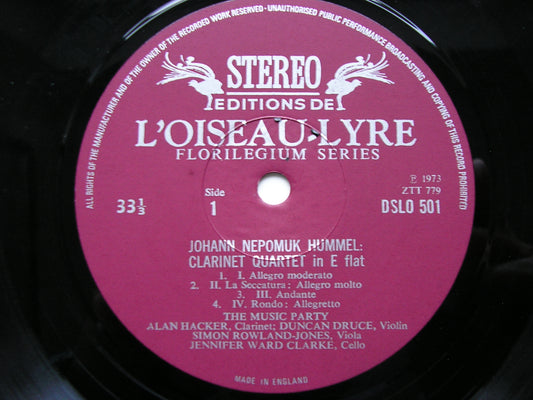 ALL RIGHTS OF THE MANUFACTURER AND OF THE OWNER OF THE RECORDED WORK RESERVED · UNAUTHORISED PUBLIC PERFORMANCE BROADCASTING AND COPYING OF THIS RECORD PROHIBITED
STEREO
EDITIONS DE
L'OISEAU-LYRE
FLORILEGIUM SERIES
℗ 1973
ZTT 779
33⅓
Side
1
DSLO 501
JOHANN NEPOMUK HUMMEL:
CLARINET QUARTET in E flat
1. I. Allegro moderato
2. II. La Seccatura: Allegro molto
3. III. Andante
4. IV. Rondo: Allegretto
THE MUSIC PARTY
ALAN HACKER, Clarinet; DUNCAN DRUCE, Violin
SIMON ROWLAND-JONES, Viola
JENNIFER WARD CLARKE, Cello
MADE IN ENGLAND